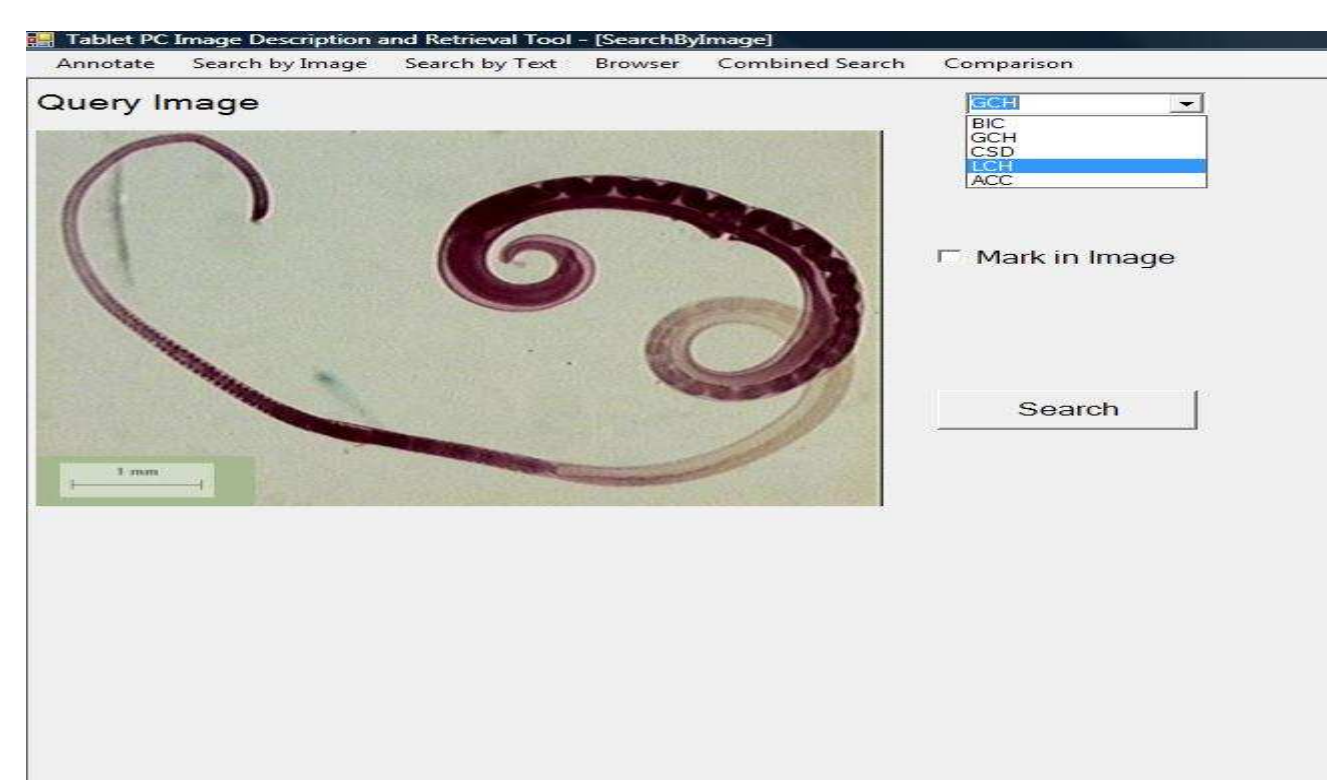 Tablet PC Image Description and Retrieval Tool - [SearchByImage]
Annotate Search by Image Search by Text Browser Combined Search Comparison
Query Image
GCH
BIC
GCH
CSD
LCH
ACC
Mark in Image
Search
1 mm